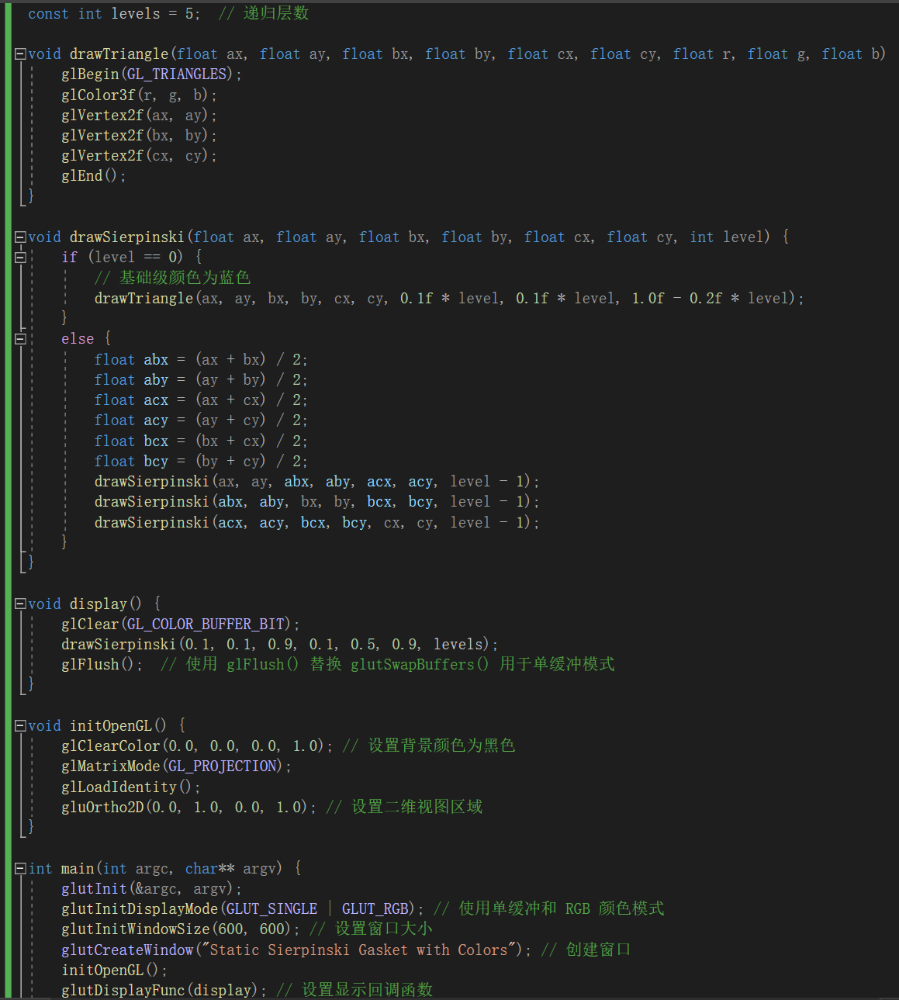 const int levels = 5;  // 递归层数
void drawTriangle(float ax, float ay, float bx, float by, float cx, float cy, float r, float g, float b)
    glBegin(GL_TRIANGLES);
    glColor3f(r, g, b);
    glVertex2f(ax, ay);
    glVertex2f(bx, by);
    glVertex2f(cx, cy);
    glEnd();
}
void drawSierpinski(float ax, float ay, float bx, float by, float cx, float cy, int level) {
    if (level == 0) {
        // 基础级颜色为蓝色
        drawTriangle(ax, ay, bx, by, cx, cy, 0.1f * level, 0.1f * level, 1.0f - 0.2f * level);
    }
    else {
        float abx = (ax + bx) / 2;
        float aby = (ay + by) / 2;
        float acx = (ax + cx) / 2;
        float acy = (ay + cy) / 2;
        float bcx = (bx + cx) / 2;
        float bcy = (by + cy) / 2;
        drawSierpinski(ax, ay, abx, aby, acx, acy, level - 1);
        drawSierpinski(abx, aby, bx, by, bcx, bcy, level - 1);
        drawSierpinski(acx, acy, bcx, bcy, cx, cy, level - 1);
    }
}
void display() {
    glClear(GL_COLOR_BUFFER_BIT);
    drawSierpinski(0.1, 0.1, 0.9, 0.1, 0.5, 0.9, levels);
    glFlush();  // 使用 glFlush() 替换 glutSwapBuffers() 用于单缓冲模式
}
void initOpenGL() {
    glClearColor(0.0, 0.0, 0.0, 1.0); // 设置背景颜色为黑色
    glMatrixMode(GL_PROJECTION);
    glLoadIdentity();
    gluOrtho2D(0.0, 1.0, 0.0, 1.0); // 设置二维视图区域
}
int main(int argc, char** argv) {
    glutInit(&argc, argv);
    glutInitDisplayMode(GLUT_SINGLE | GLUT_RGB); // 使用单缓冲和 RGB 颜色模式
    glutInitWindowSize(600, 600); // 设置窗口大小
    glutCreateWindow("Static Sierpinski Gasket with Colors"); // 创建窗口
    initOpenGL();
    glutDisplayFunc(display); // 设置显示回调函数